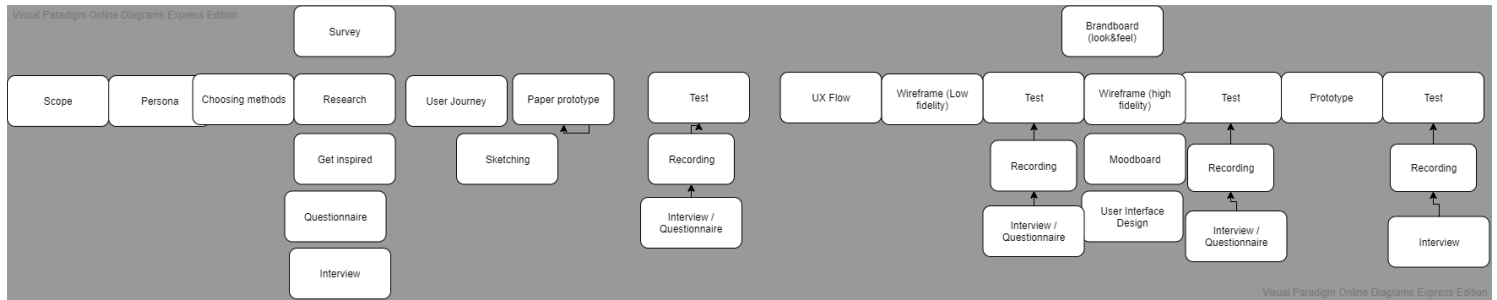 Visual Paradigm Online Diagrams Express Edition
Survey
Brandboard
(look&feel)
Scope
Persona
Choosing methods
Research
User Journey
Paper prototype
Test
UX Flow
Wireframe (Low
fidelity)
Test
Wireframe (high
fidelity)
Test
Prototype
Test
Get inspired
Sketching
Recording
Recording
Moodboard
Recording
Recording
Questionnaire
Interview /
Questionnaire
Interview /
Questionnaire
User Interface
Design
Interview /
Questionnaire
Interview
Interview
Visual Paradigm Online Diagrams Express Edition